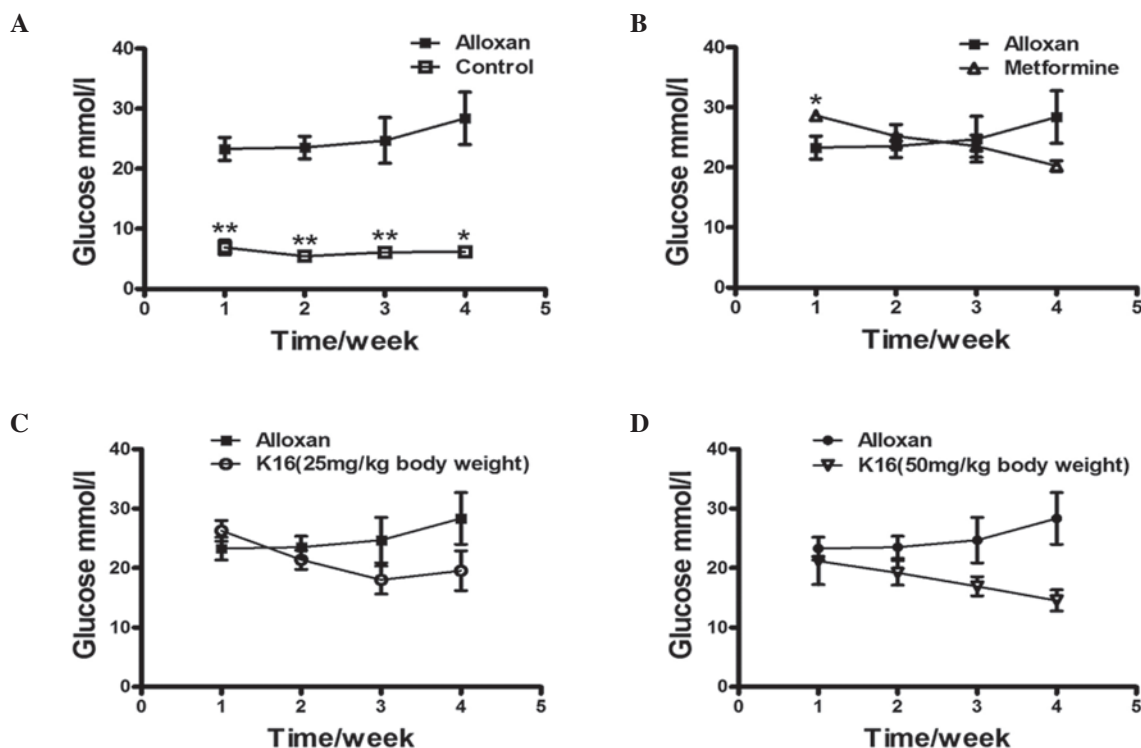 A
Alloxan
Control
Glucose mmol/l
40
30
20
10
0
** ** ** *
0 1 2 3 4 5
Time/week
B
Alloxan
Metformine
Glucose mmol/l
40
30
20
10
0
*
0 1 2 3 4 5
Time/week
C
Alloxan
K16(25mg/kg body weight)
Glucose mmol/l
40
30
20
10
0
0 1 2 3 4 5
Time/week
D
Alloxan
K16(50mg/kg body weight)
Glucose mmol/l
40
30
20
10
0
0 1 2 3 4 5
Time/week